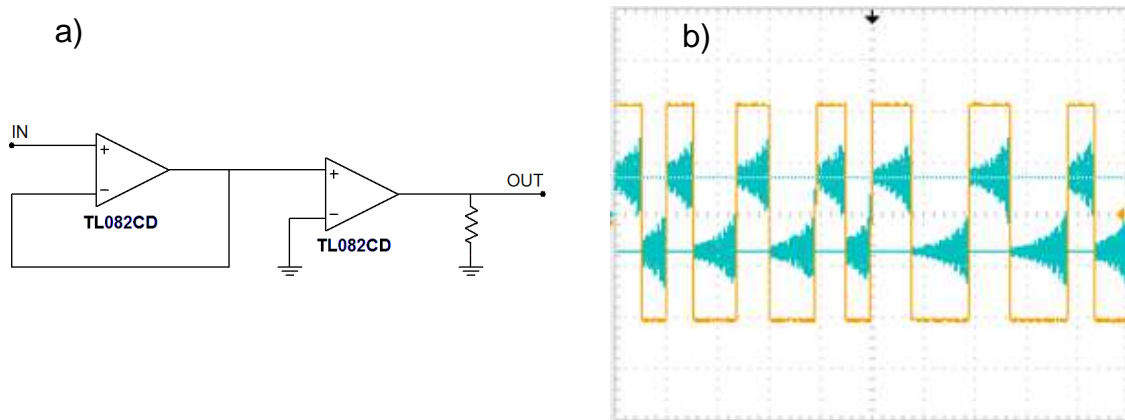 a)
b)
IN
+
−
TL082CD
+
−
TL082CD
OUT